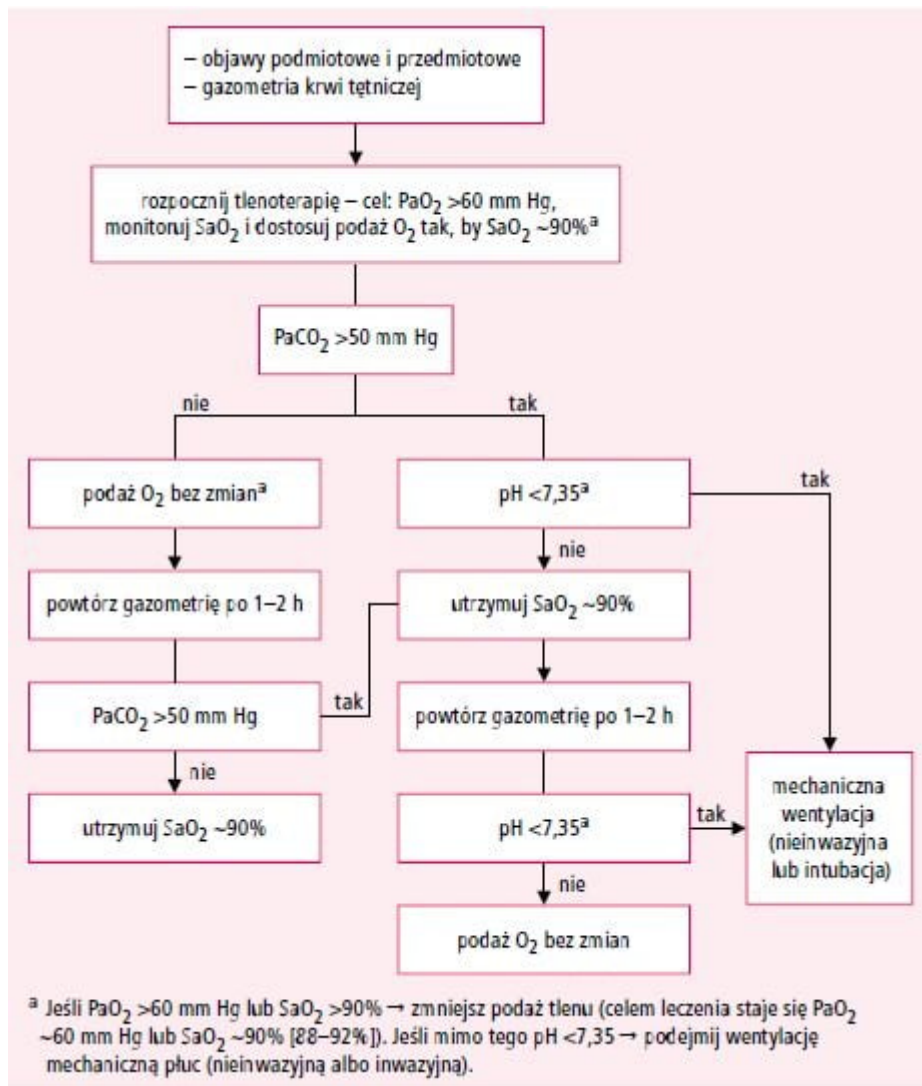 – objawy podmiotowe i przedmiotowe
– gazometria krwi tętniczej
rozpocznij tlenoterapię – cel: PaO2 >60 mm Hg,
monitoruj SaO2 i dostosuj podaż O2 tak, by SaO2 ~90%a
PaCO2 >50 mm Hg
nie
tak
podaż O2 bez zmiana
pH <7,35a
tak
nie
powtórz gazometrię po 1–2 h
utrzymuj SaO2 ~90%
PaCO2 >50 mm Hg
tak
powtórz gazometrię po 1–2 h
nie
utrzymuj SaO2 ~90%
pH <7,35a
tak
mechaniczna
wentylacja
(nieinwazyjna
lub intubacja)
nie
podaż O2 bez zmian
a Jeśli PaO2 >60 mm Hg lub SaO2 >90% → zmniejsz podaż tlenu (celem leczenia staje się PaO2
~60 mm Hg lub SaO2 ~90% [88–92%]). Jeśli mimo tego pH <7,35 → podejmij wentylację
mechaniczną płuc (nieinwazyjną albo inwazyjną).